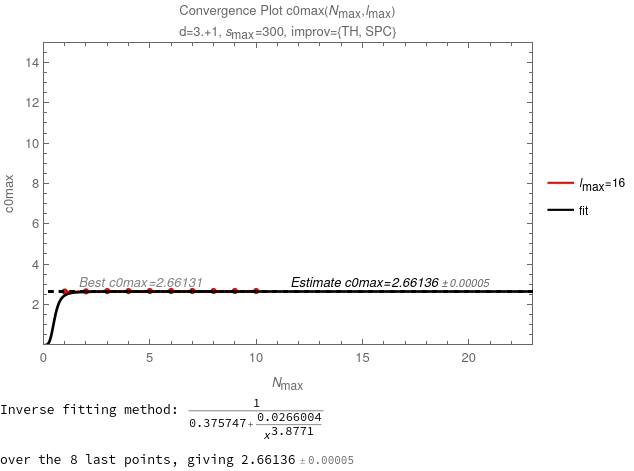 Convergence Plot c0max(Nmax,lmax)
d=3.+1, smax=300, improv={TH, SPC}
14
12
10
8
6
4
2
c0max
Best c0max=2.66131
Estimate c0max=2.66136 ±0.00005
lmax=16
fit
0 5 10 15 20
Nmax
Inverse fitting method: 1
0.375747+ 0.0266004
x3.8771
over the 8 last points, giving 2.66136 ±0.00005